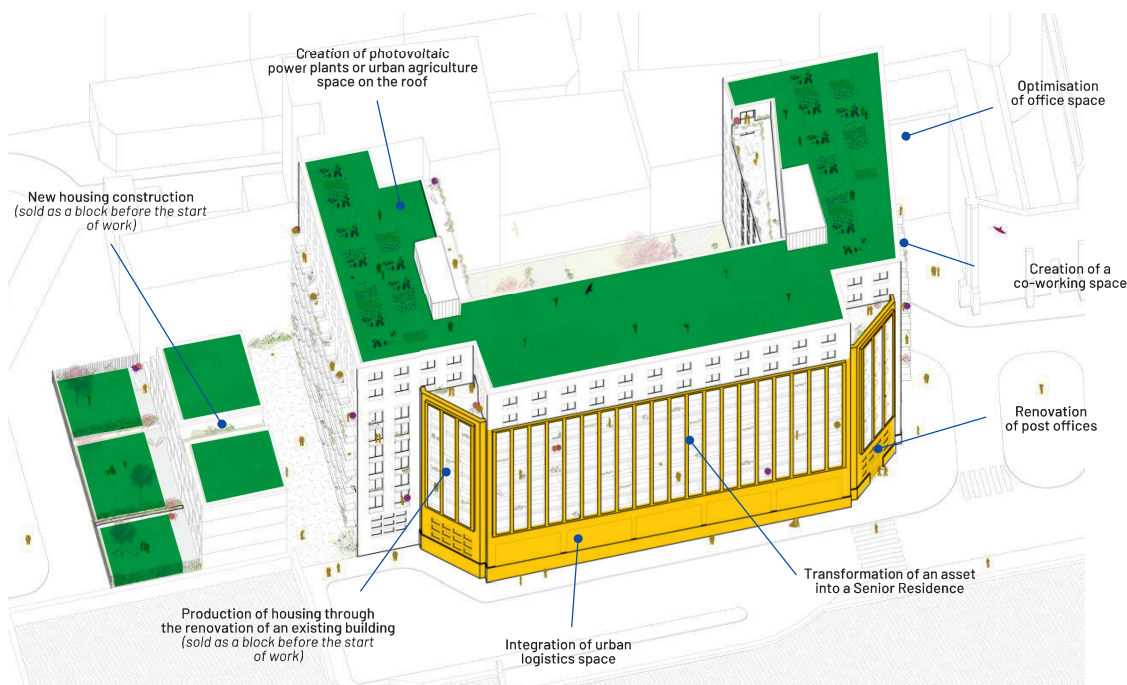 Creation of photovoltaic
power plants or urban agriculture
space on the roof
Optimisation
of office space
New housing construction
(sold as a block before the start
of work)
Creation of a
co-working space
Renovation
of post offices
Transformation of an asset
into a Senior Residence
Production of housing through
the renovation of an existing building
(sold as a block before the start
of work)
Integration of urban
logistics space